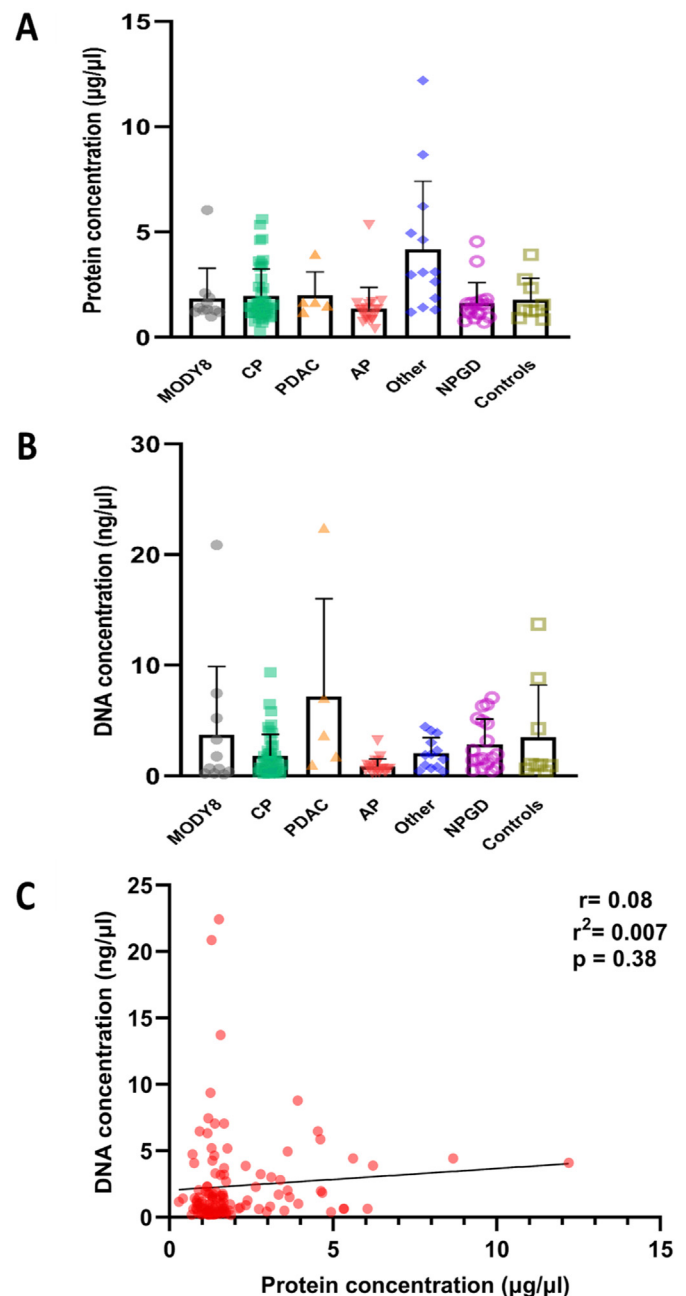 A
Protein concentration (µg/µl)
15
10
5
0
MODY8
CP
PDAC
AP
Other
NPGD
Controls
B
DNA concentration (ng/µl)
30
20
10
0
MODY8
CP
PDAC
AP
Other
NPGD
Controls
C
DNA concentration (ng/µl)
25
20
15
10
5
0
r= 0.08
r²= 0.007
p = 0.38
0
5
10
15
Protein concentration (µg/µl)